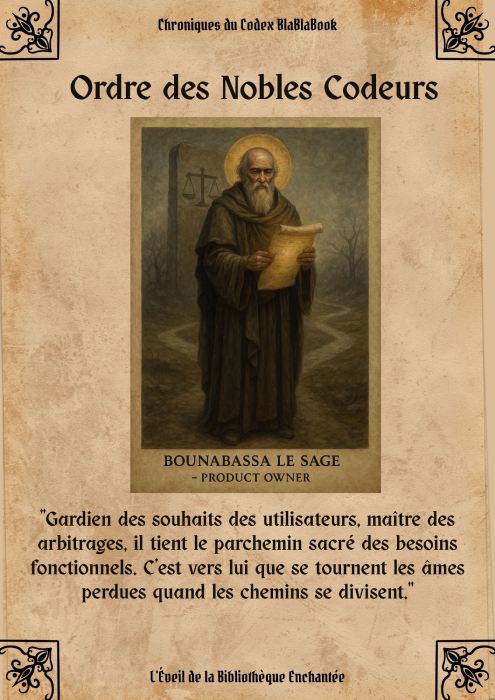 Chroniques du Codex BlaBlaBook
Ordre des Nobles Codeurs
BOUNABASSA LE SAGE
– PRODUCT OWNER
"Gardien des souhaits des utilisateurs, maître des
arbitrages, il tient le parchemin sacré des besoins
fonctionnels. C'est vers lui que se tournent les âmes
perdues quand les chemins se divisent."
L'Éveil de la Bibliothèque Enchantée